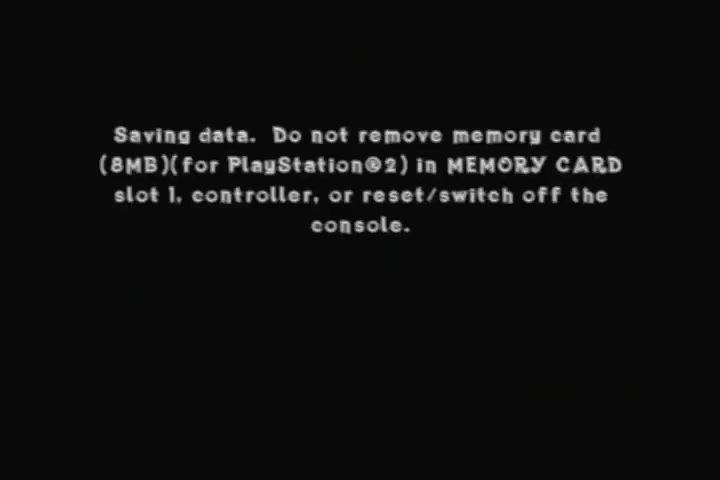 Saving data. Do not remove memory card
(8MB)(for PlayStation®2) in MEMORY CARD
slot 1, controller, or reset/switch off the
console.